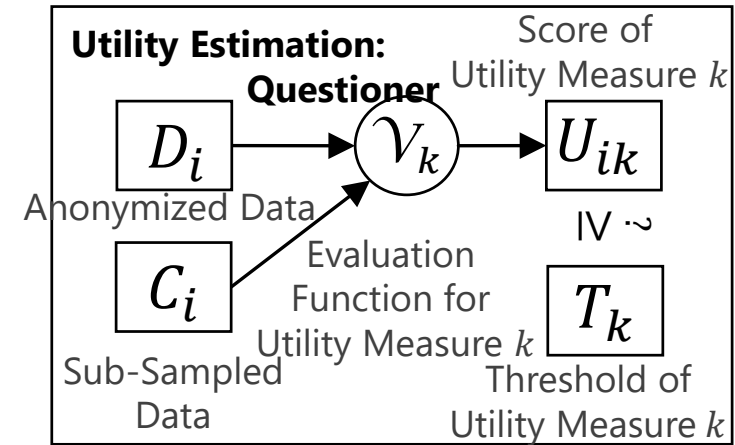 Utility Estimation:
Questioner
Score of
Utility Measure k
D_i
𝒱_k
U_ik
Anonymized Data
≥ ?
C_i
Evaluation
Function for
Utility Measure k
T_k
Sub-Sampled
Data
Threshold of
Utility Measure k